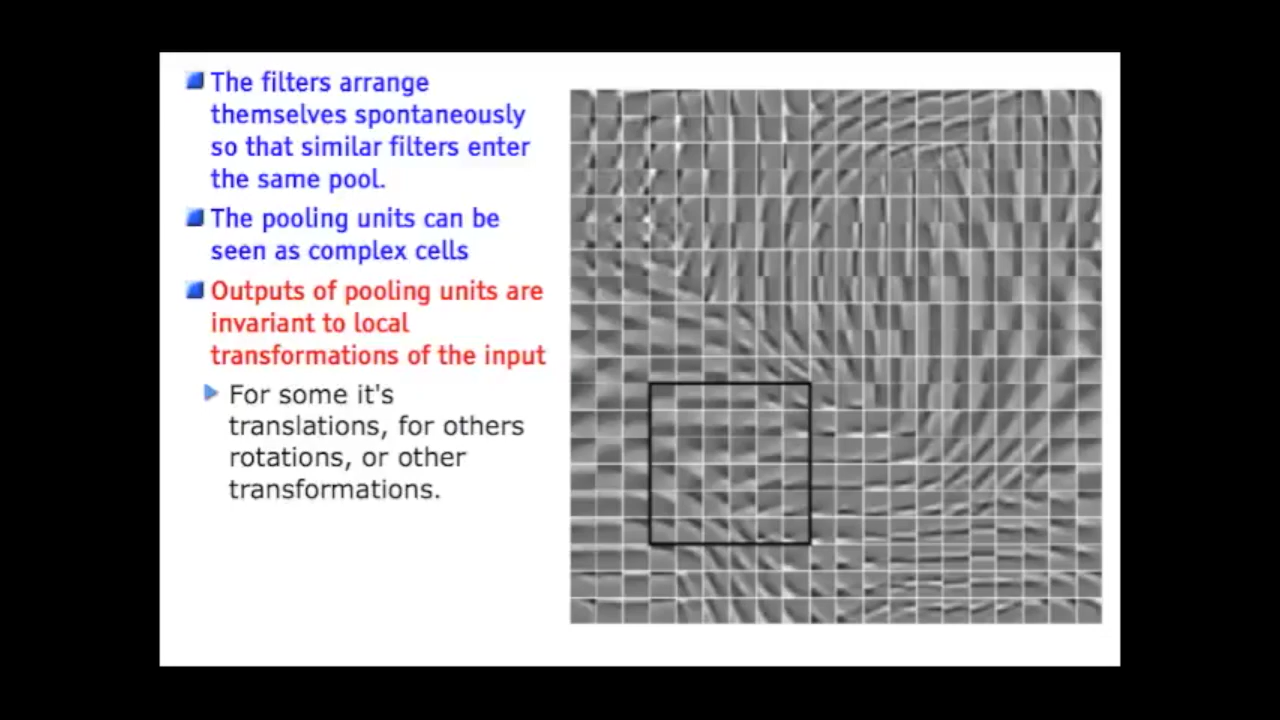 The filters arrange
themselves spontaneously
so that similar filters enter
the same pool.
The pooling units can be
seen as complex cells
Outputs of pooling units are
invariant to local
transformations of the input
For some it's
translations, for others
rotations, or other
transformations.